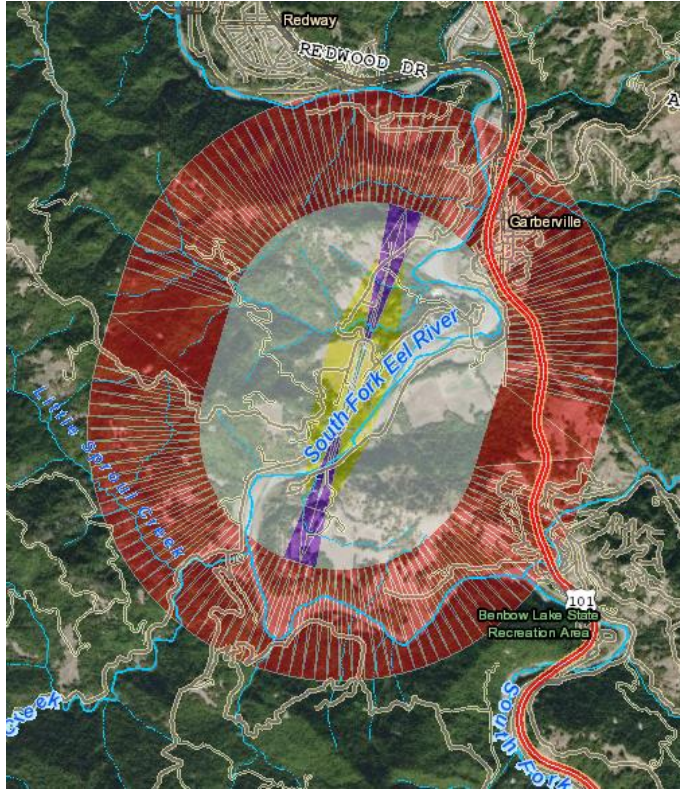 Redway
REDWOOD DR
A
Garberville
South Fork Eel River
Little Sproul Creek
101
Benbow Lake State
Recreation Area
Creek
South Fork